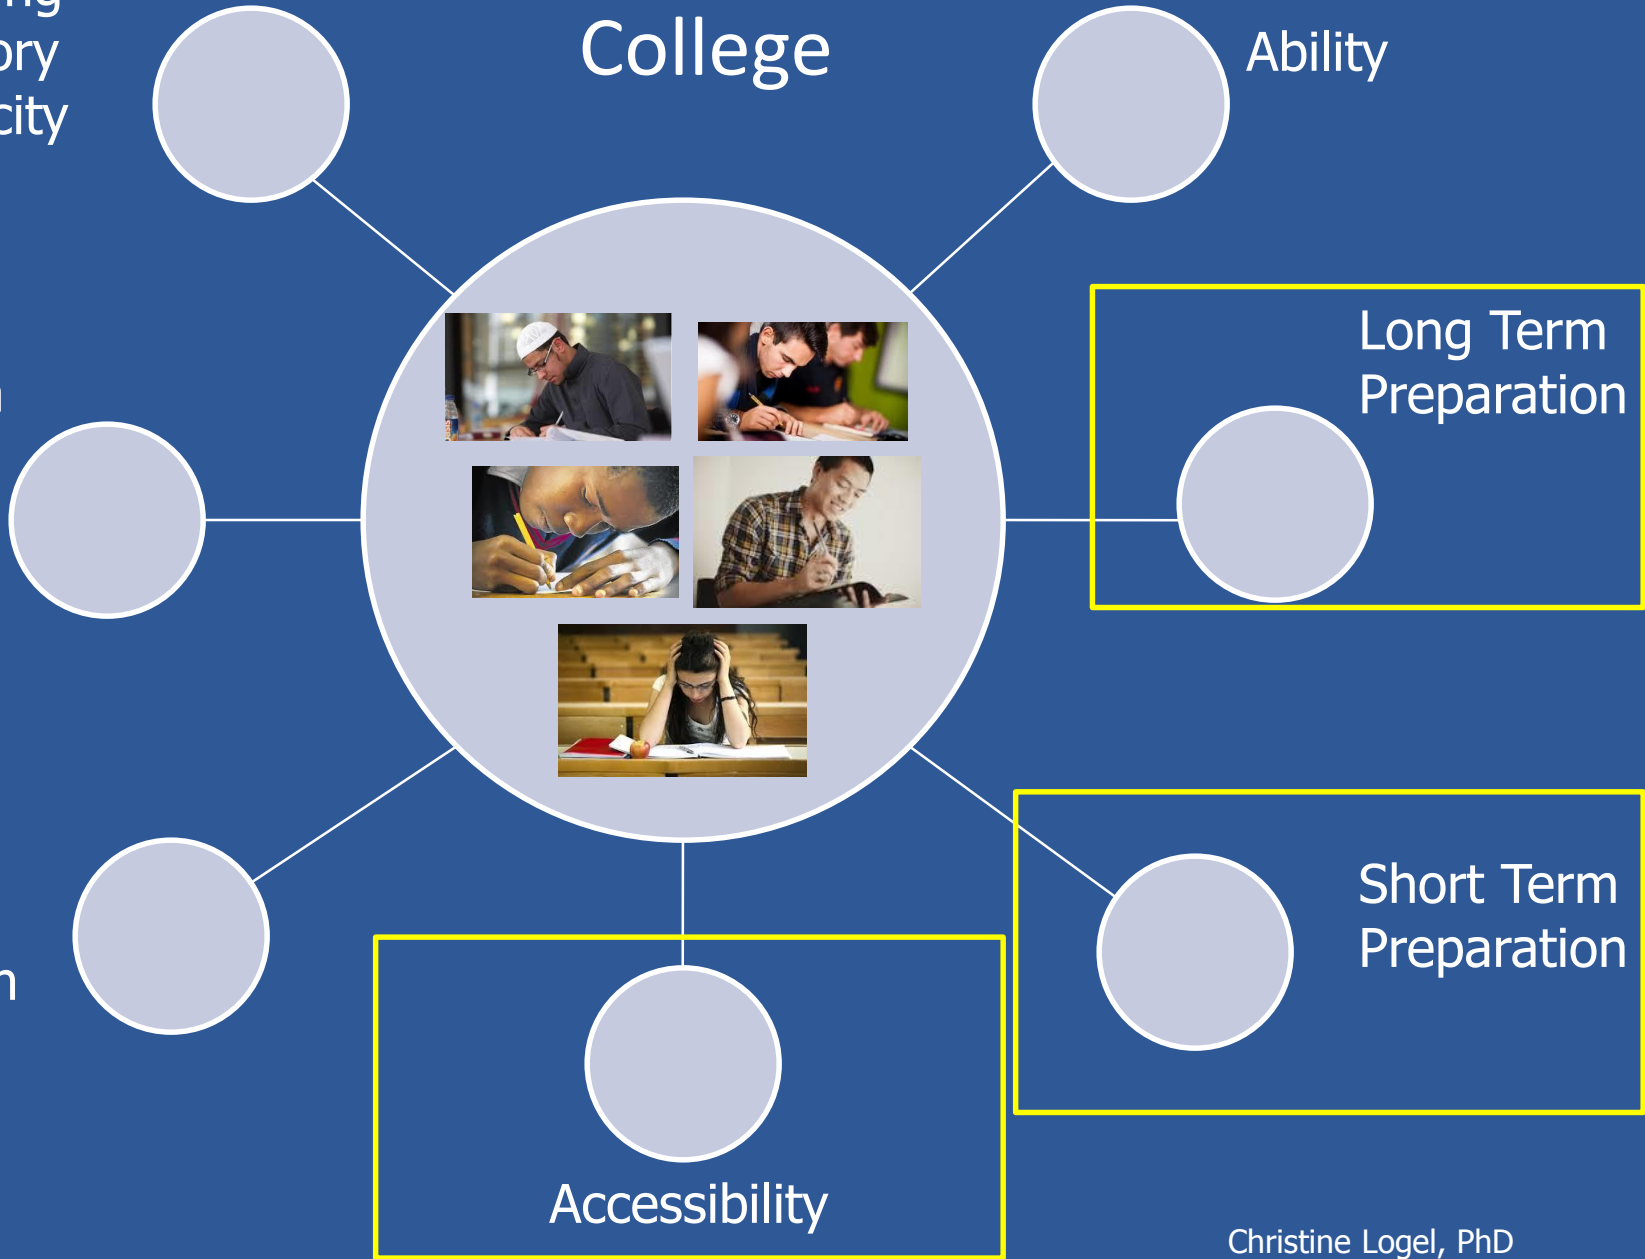 College
Ability
Long Term
Preparation
Short Term
Preparation
Accessibility
Christine Logel, PhD